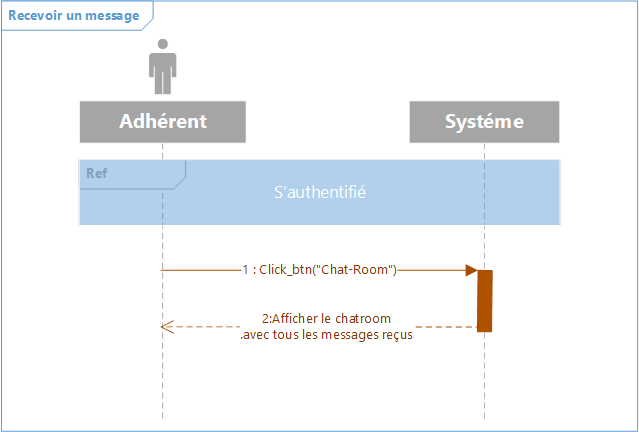 Recevoir un message
Adhérent
Systéme
Ref
S'authentifié
1 : Click_btn("Chat-Room")
2:Afficher le chatroom
.avec tous les messages reçus